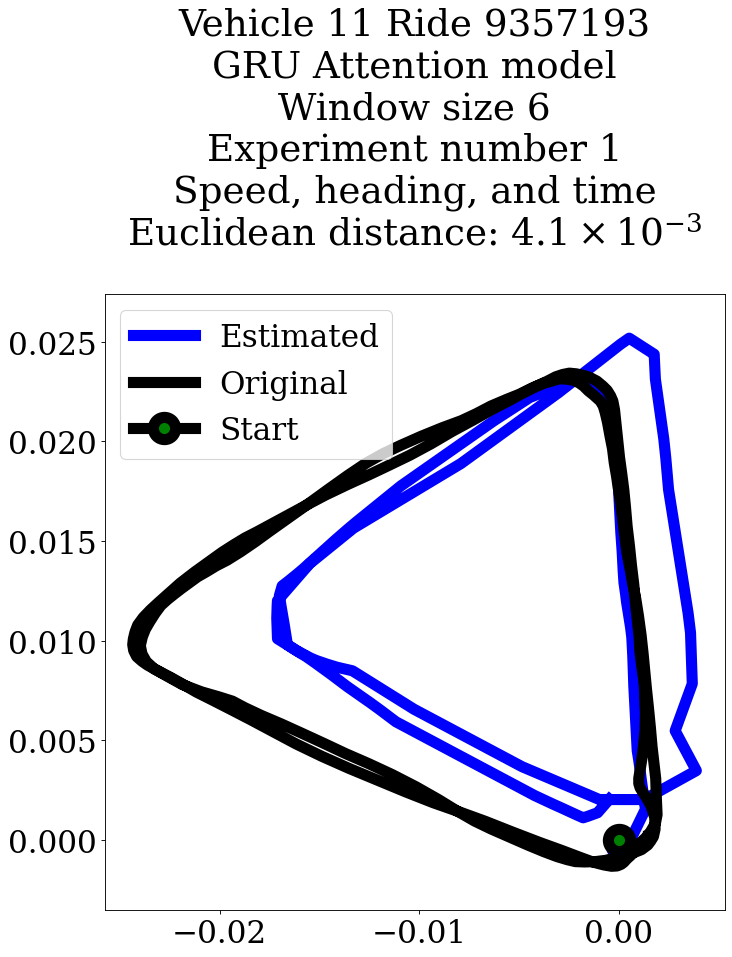 Vehicle 11 Ride 9357193
GRU Attention model
Window size 6
Experiment number 1
Speed, heading, and time
Euclidean distance: 4.1 × 10⁻³
Estimated
Original
Start
0.025
0.020
0.015
0.010
0.005
0.000
−0.02
−0.01
0.00